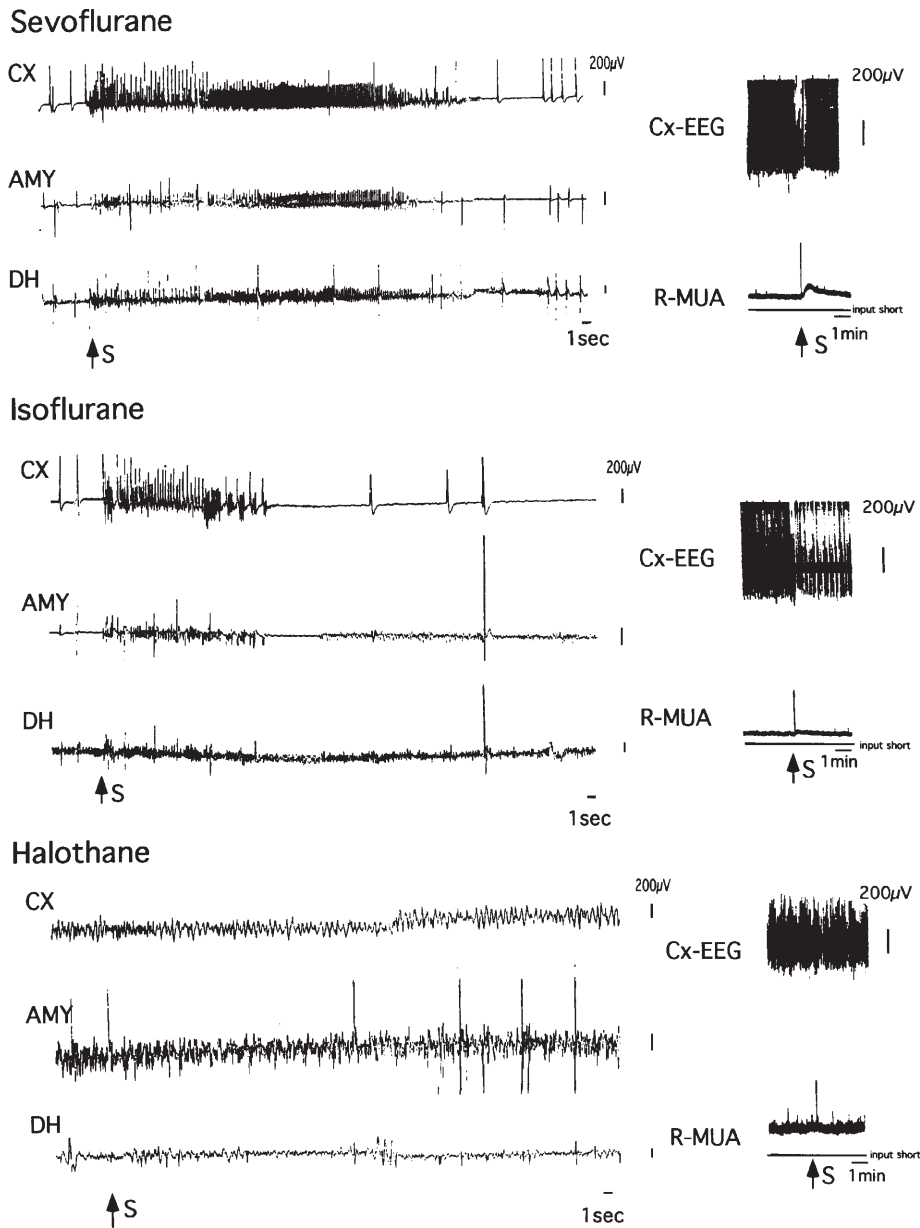 Sevoflurane
CX
200μV
AMY
DH
1sec
S
Cx-EEG
200μV
R-MUA
input short
1min
S
Isoflurane
CX
200μV
AMY
DH
S
1sec
Cx-EEG
200μV
R-MUA
input short
1min
S
Halothane
CX
200μV
AMY
DH
S
1sec
Cx-EEG
200μV
R-MUA
input short
S
1min